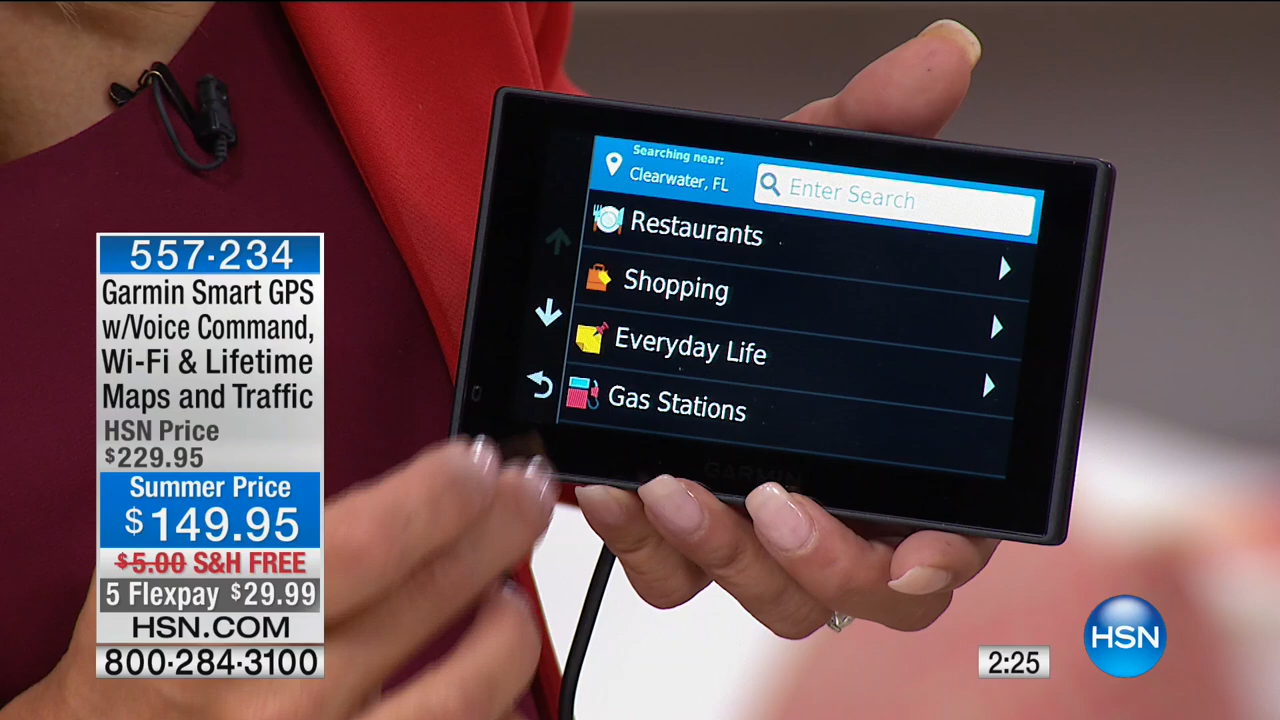 557-234
Garmin Smart GPS
w/Voice Command,
Wi-Fi & Lifetime
Maps and Traffic
HSN Price
$229.95
Summer Price
$149.95
$5.00 S&H FREE
5 Flexpay $29.99
HSN.COM
800-284-3100
Searching near:
Clearwater, FL
Enter Search
Restaurants
Shopping
Everyday Life
Gas Stations
GARMIN
2:25
HSN